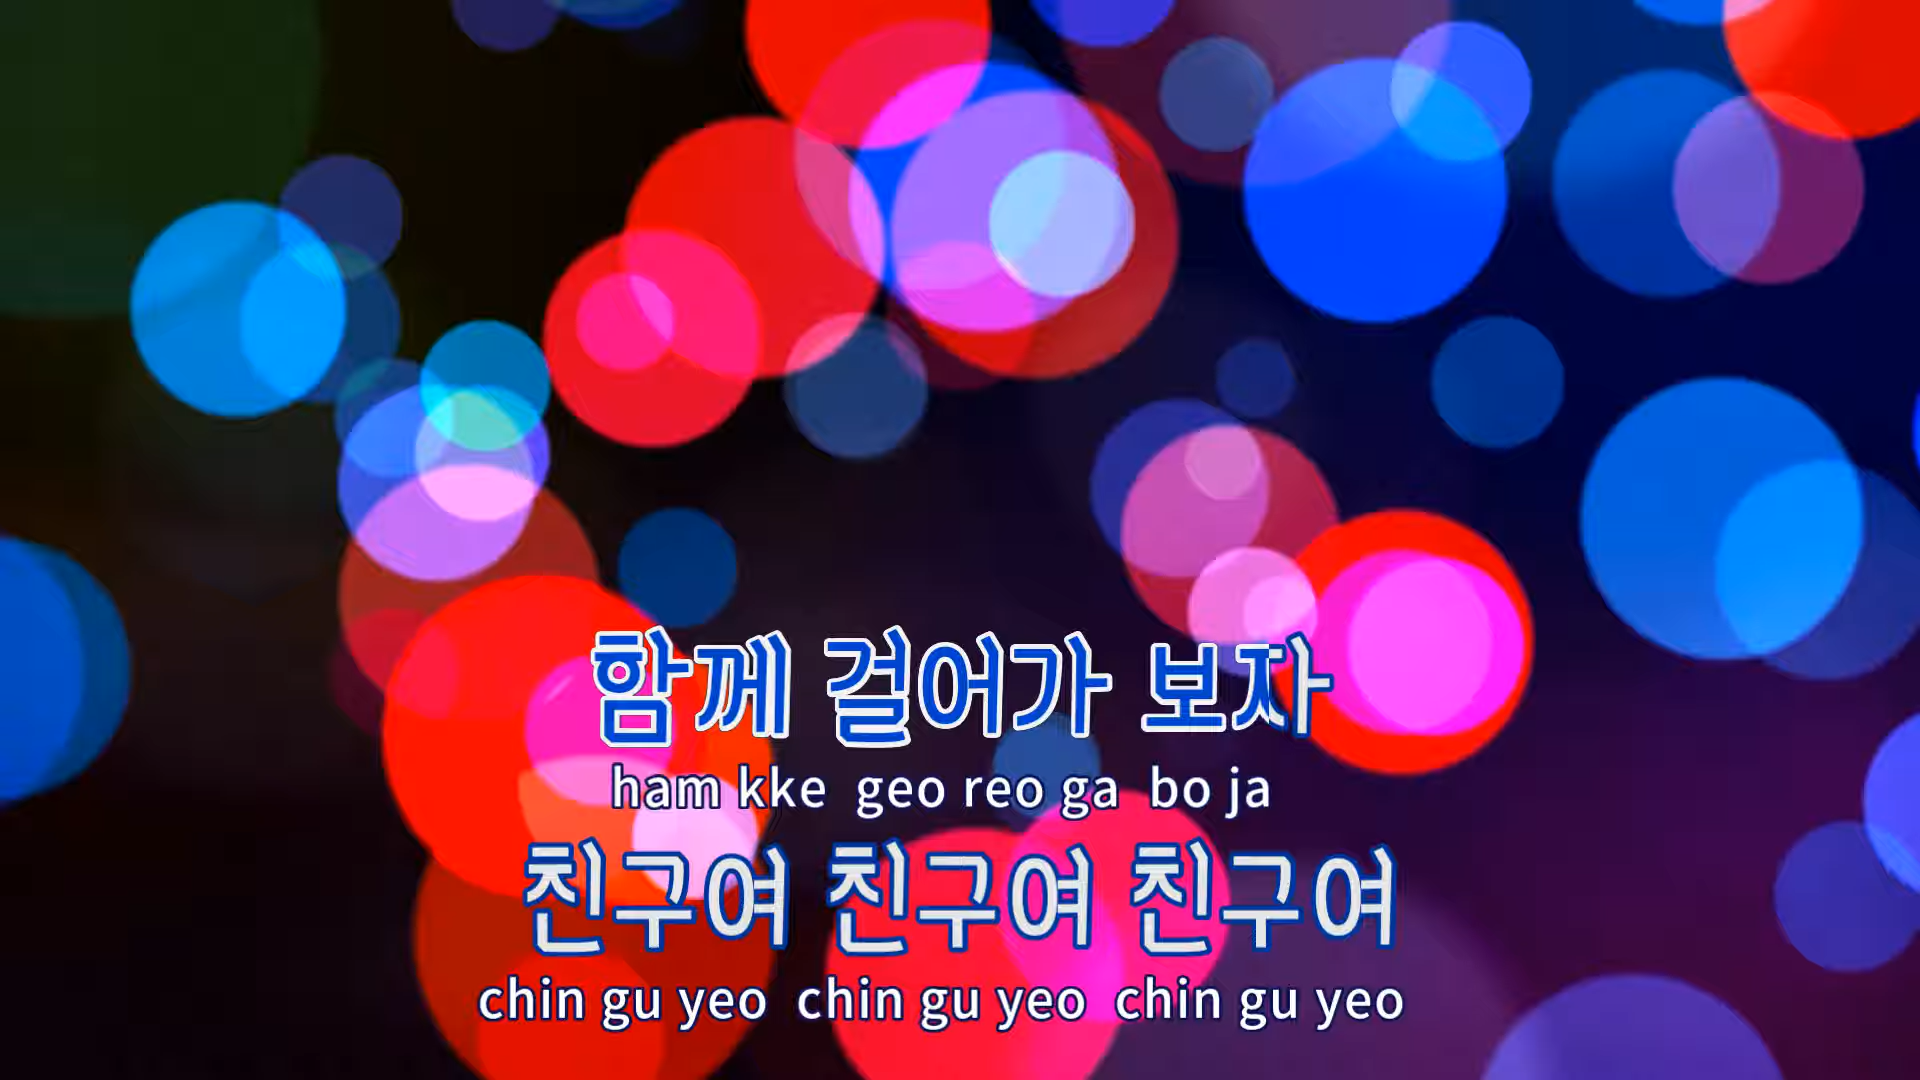 함께 걸어가 보자
ham kke geo reo ga bo ja
친구여 친구여 친구여
chin gu yeo chin gu yeo chin gu yeo